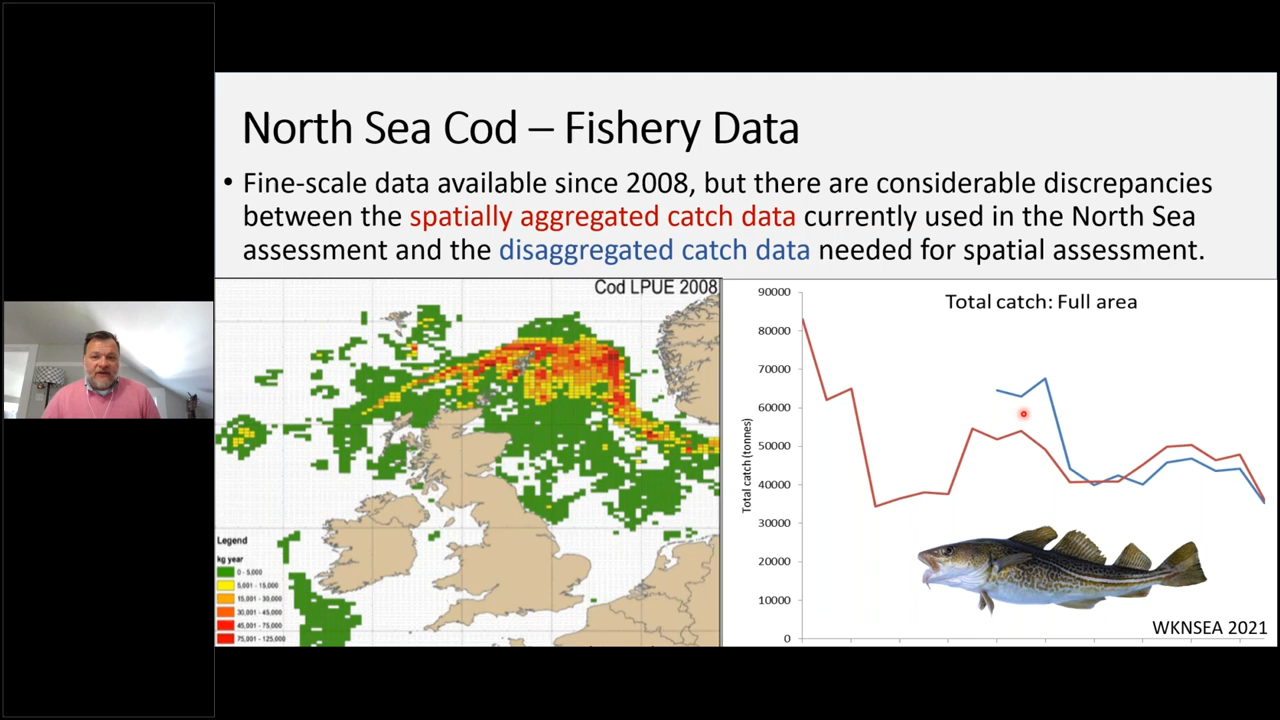 North Sea Cod – Fishery Data
• Fine-scale data available since 2008, but there are considerable discrepancies
between the spatially aggregated catch data currently used in the North Sea
assessment and the disaggregated catch data needed for spatial assessment.
Cod LPUE 2008
Legend
kg year
0 - 5,000
5,001 - 15,000
15,001 - 30,000
30,001 - 45,000
45,001 - 75,000
75,001 - 125,000
Total catch: Full area
Total catch (tonnes)
90000
80000
70000
60000
50000
40000
30000
20000
10000
0
WKNSEA 2021